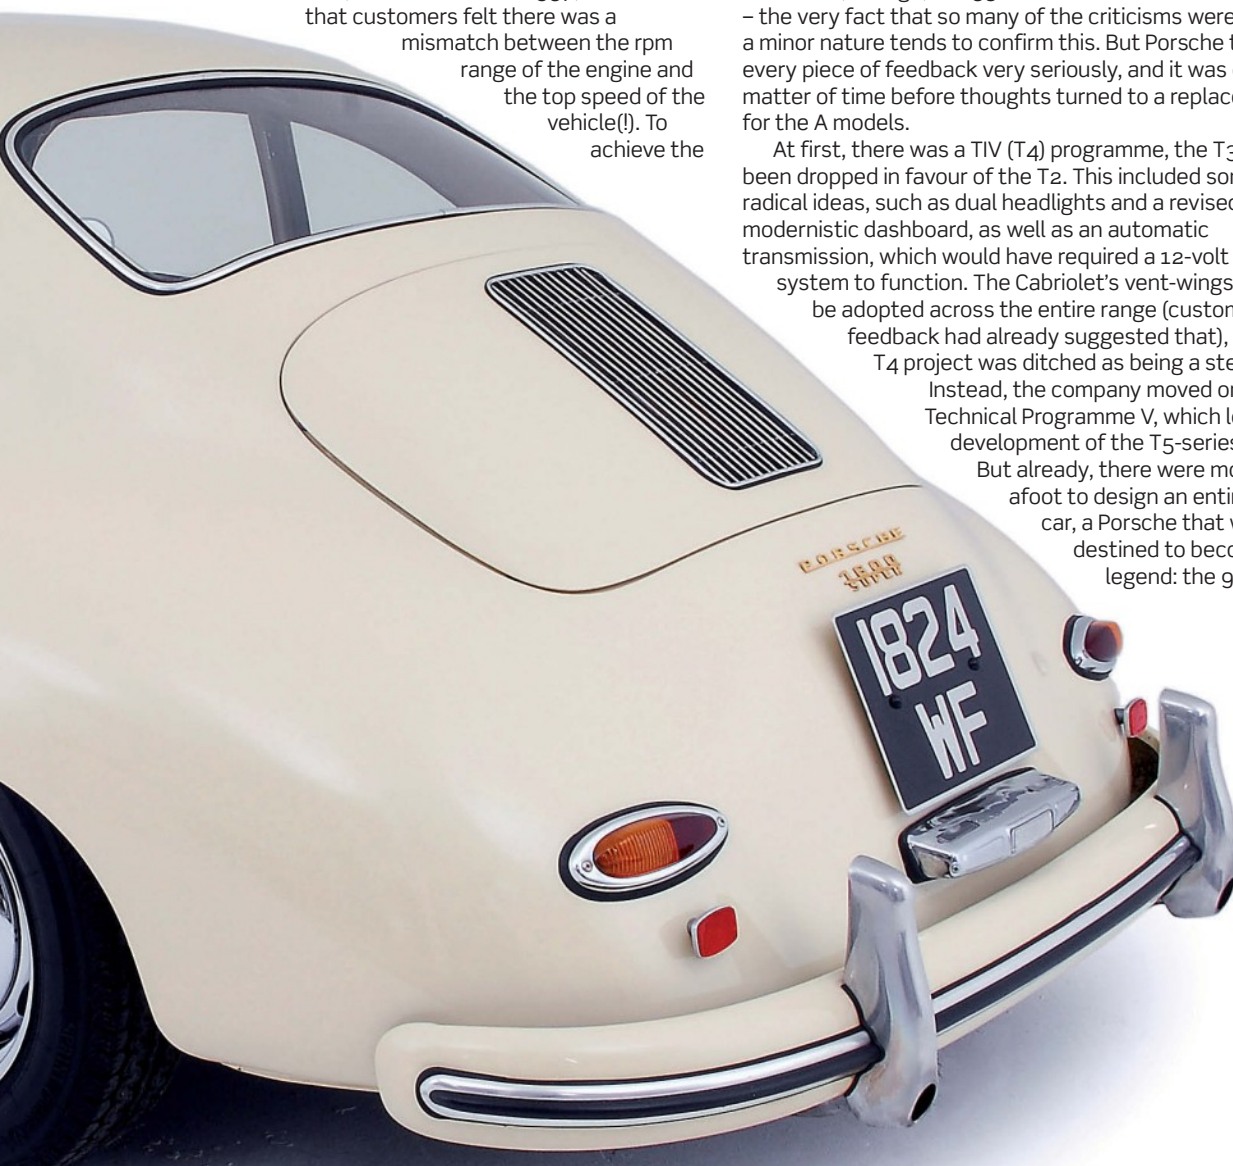 that customers felt there was a
mismatch between the rpm
range of the engine and
the top speed of the
vehicle(!). To
achieve the
– the very fact that so many of the criticisms were
a minor nature tends to confirm this. But Porsche
every piece of feedback very seriously, and it was
matter of time before thoughts turned to a
for the A models.
At first, there was a TIV (T4) programme, the T3
been dropped in favour of the T2. This included
radical ideas, such as dual headlights and a revised
modernistic dashboard, as well as an automatic
transmission, which would have required a 12-volt
system to function. The Cabriolet's vent-wings
be adopted across the entire range
feedback had already suggested that),
T4 project was ditched as being a
Instead, the company moved
Technical Programme V, which
development of the T5-series
But already, there were
afoot to design an
car, a Porsche that
destined to
legend: the
PORSCHE
1600
SUPER
1824
WF